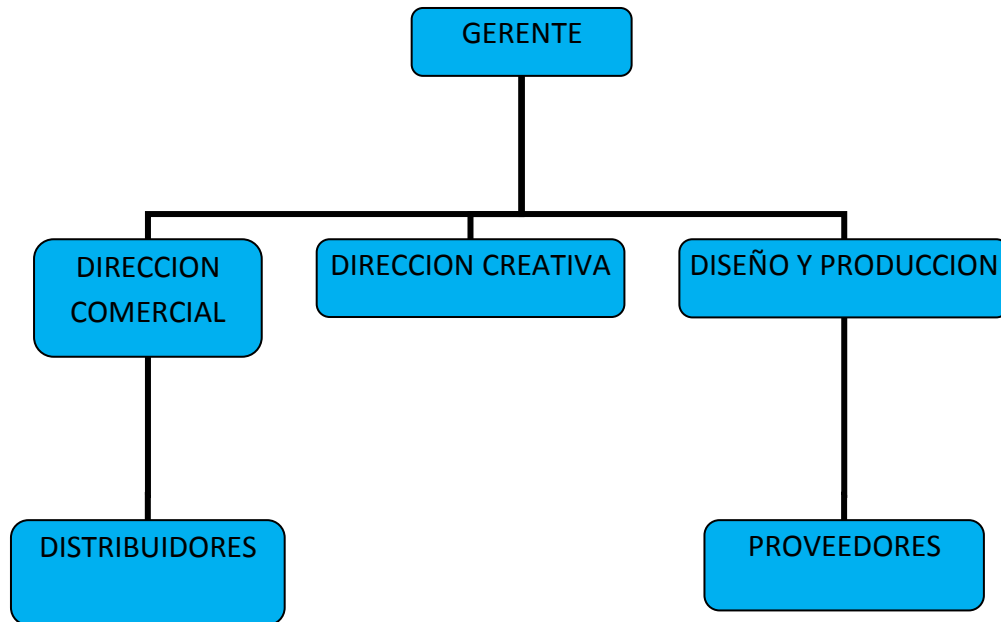 GERENTE
DIRECCION
COMERCIAL
DIRECCION CREATIVA
DISEÑO Y PRODUCCION
DISTRIBUIDORES
PROVEEDORES